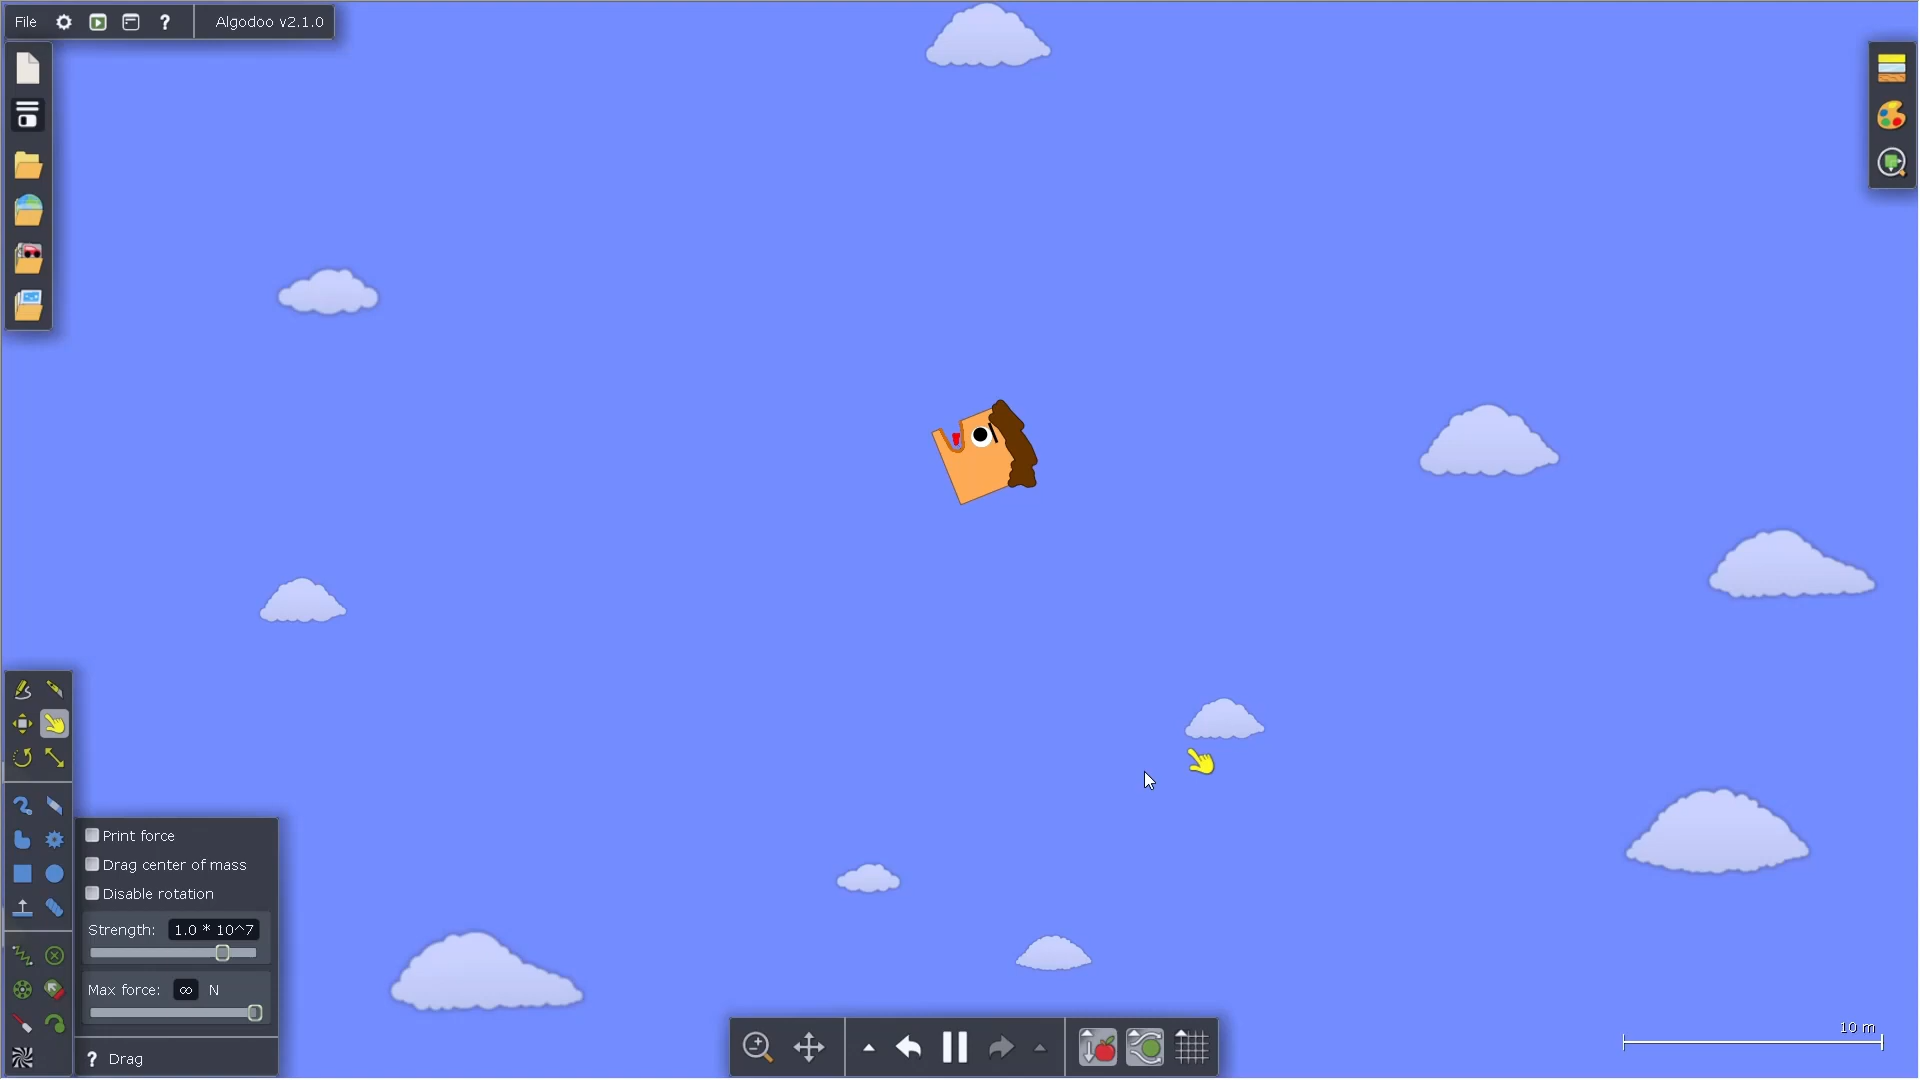 File
?
Algodoo v2.1.0
Print force
Drag center of mass
Disable rotation
Strength: 1.0 * 10^7
Max force: ∞ N
? Drag
10 m